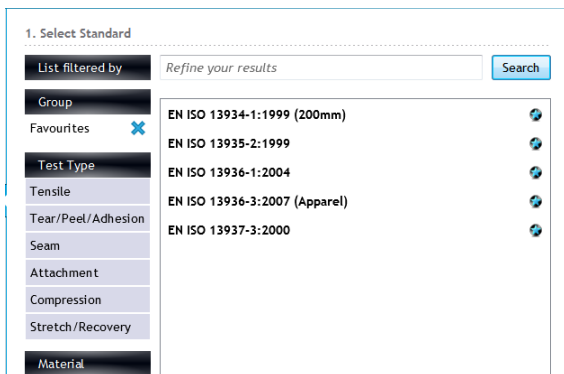 1. Select Standard
List filtered by
Refine your results
Search
Group
Favourites
Test Type
Tensile
Tear/Peel/Adhesion
Seam
Attachment
Compression
Stretch/Recovery
Material
EN ISO 13934-1:1999 (200mm)
EN ISO 13935-2:1999
EN ISO 13936-1:2004
EN ISO 13936-3:2007 (Apparel)
EN ISO 13937-3:2000